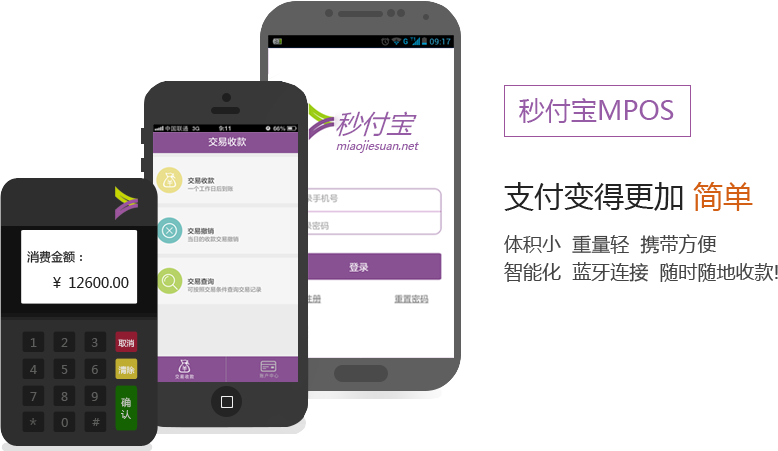 消费金额：
¥ 12600.00
1 2 3 取消
4 5 6 清除
7 8 9 确认
* 0 #
中国联通 3G 9:11 66%
交易收款
交易收款
一个工作日后到账
交易撤销
当日的收款交易撤销
交易查询
可按照交易条件查询交易记录
交易收款
账户中心
G 09:17
秒付宝
miaojiesuan.net
录手机号
录密码
登录
注册
重置密码
秒付宝MPOS
支付变得更加 简单
体积小 重量轻 携带方便
智能化 蓝牙连接 随时随地收款!